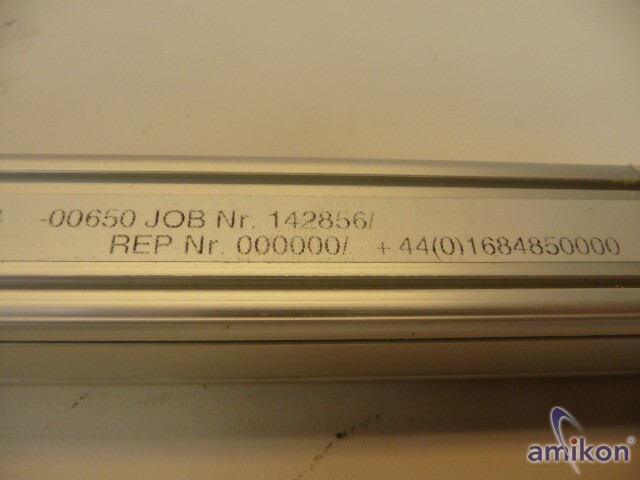 -00650 JOB Nr. 142856/
REP Nr. 000000/ +44(0)1684850000
amikon®